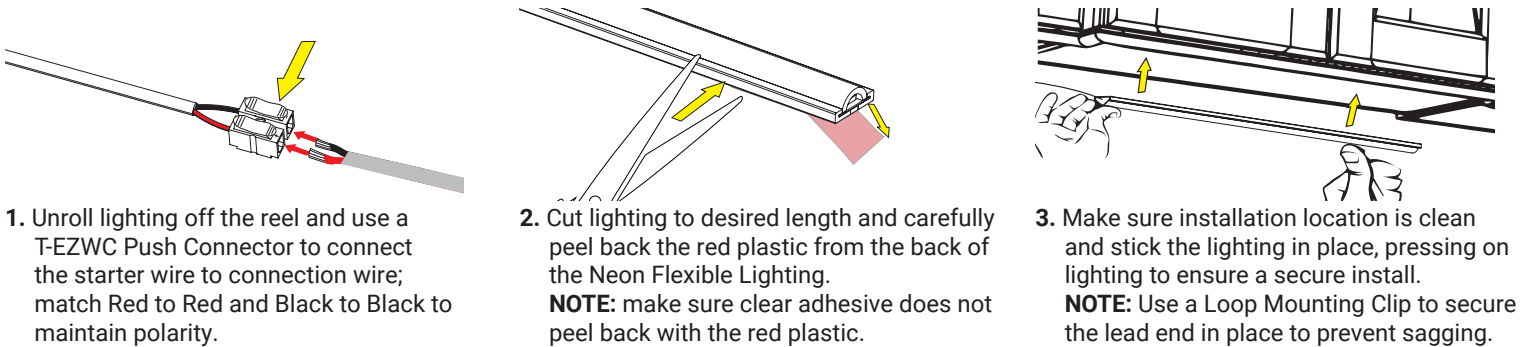 1. Unroll lighting off the reel and use a
T-EZWC Push Connector to connect
the starter wire to connection wire;
match Red to Red and Black to Black to
maintain polarity.
2. Cut lighting to desired length and carefully
peel back the red plastic from the back of
the Neon Flexible Lighting.
NOTE: make sure clear adhesive does not
peel back with the red plastic.
3. Make sure installation location is clean
and stick the lighting in place, pressing on
lighting to ensure a secure install.
NOTE: Use a Loop Mounting Clip to secure
the lead end in place to prevent sagging.